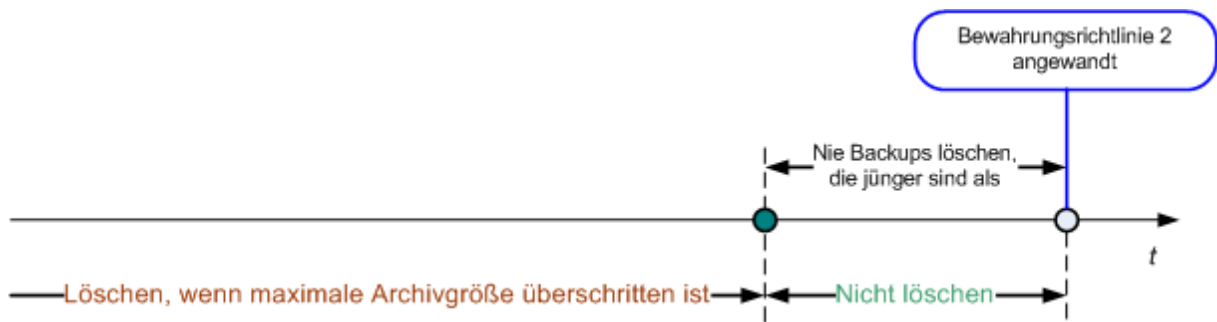 Bewahrungsrichtlinie 2
angewandt
Nie Backups löschen,
die jünger sind als
t
Löschen, wenn maximale Archivgröße überschritten ist
Nicht löschen